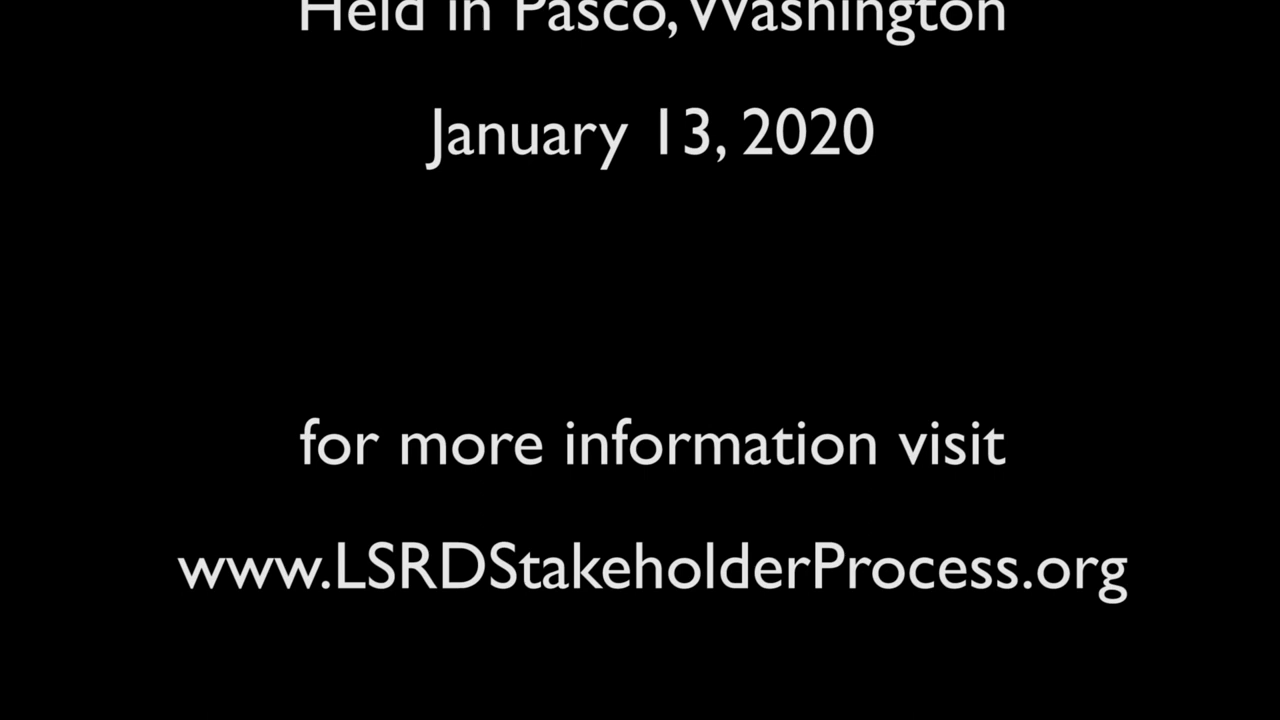 Held in Pasco, Washington
January 13, 2020
for more information visit
www.LSRDStakeholderProcess.org